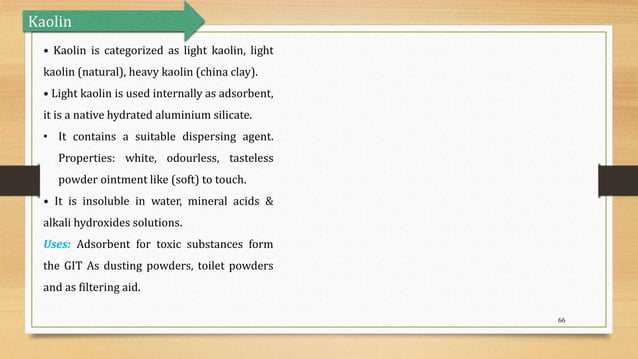 Kaolin
• Kaolin is categorized as light kaolin, light
kaolin (natural), heavy kaolin (china clay).
• Light kaolin is used internally as adsorbent,
it is a native hydrated aluminium silicate.
• It contains a suitable dispersing agent.
Properties: white, odourless, tasteless
powder ointment like (soft) to touch.
• It is insoluble in water, mineral acids &
alkali hydroxides solutions.
Uses: Adsorbent for toxic substances form
the GIT As dusting powders, toilet powders
and as filtering aid.
66